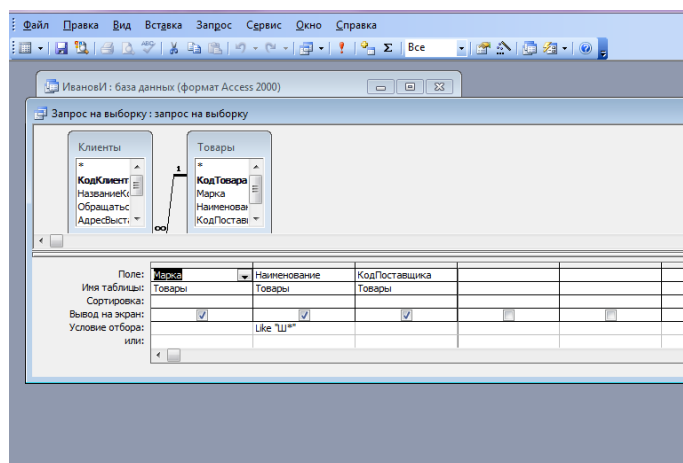 Файл Правка Вид Вставка Запрос Сервис Окно Справка
Все
ИвановИ : база данных (формат Access 2000)
Запрос на выборку : запрос на выборку
Клиенты Товары
* *
КодКлиент 1 КодТовара
НазваниеКо Марка
Обращатьс Наименован
АдресВыст КодПостав
∞
Поле: Марка Наименование КодПоставщика
Имя таблицы: Товары Товары Товары
Сортировка:
Вывод на экран:
Условие отбора: Like "Ш*"
или: